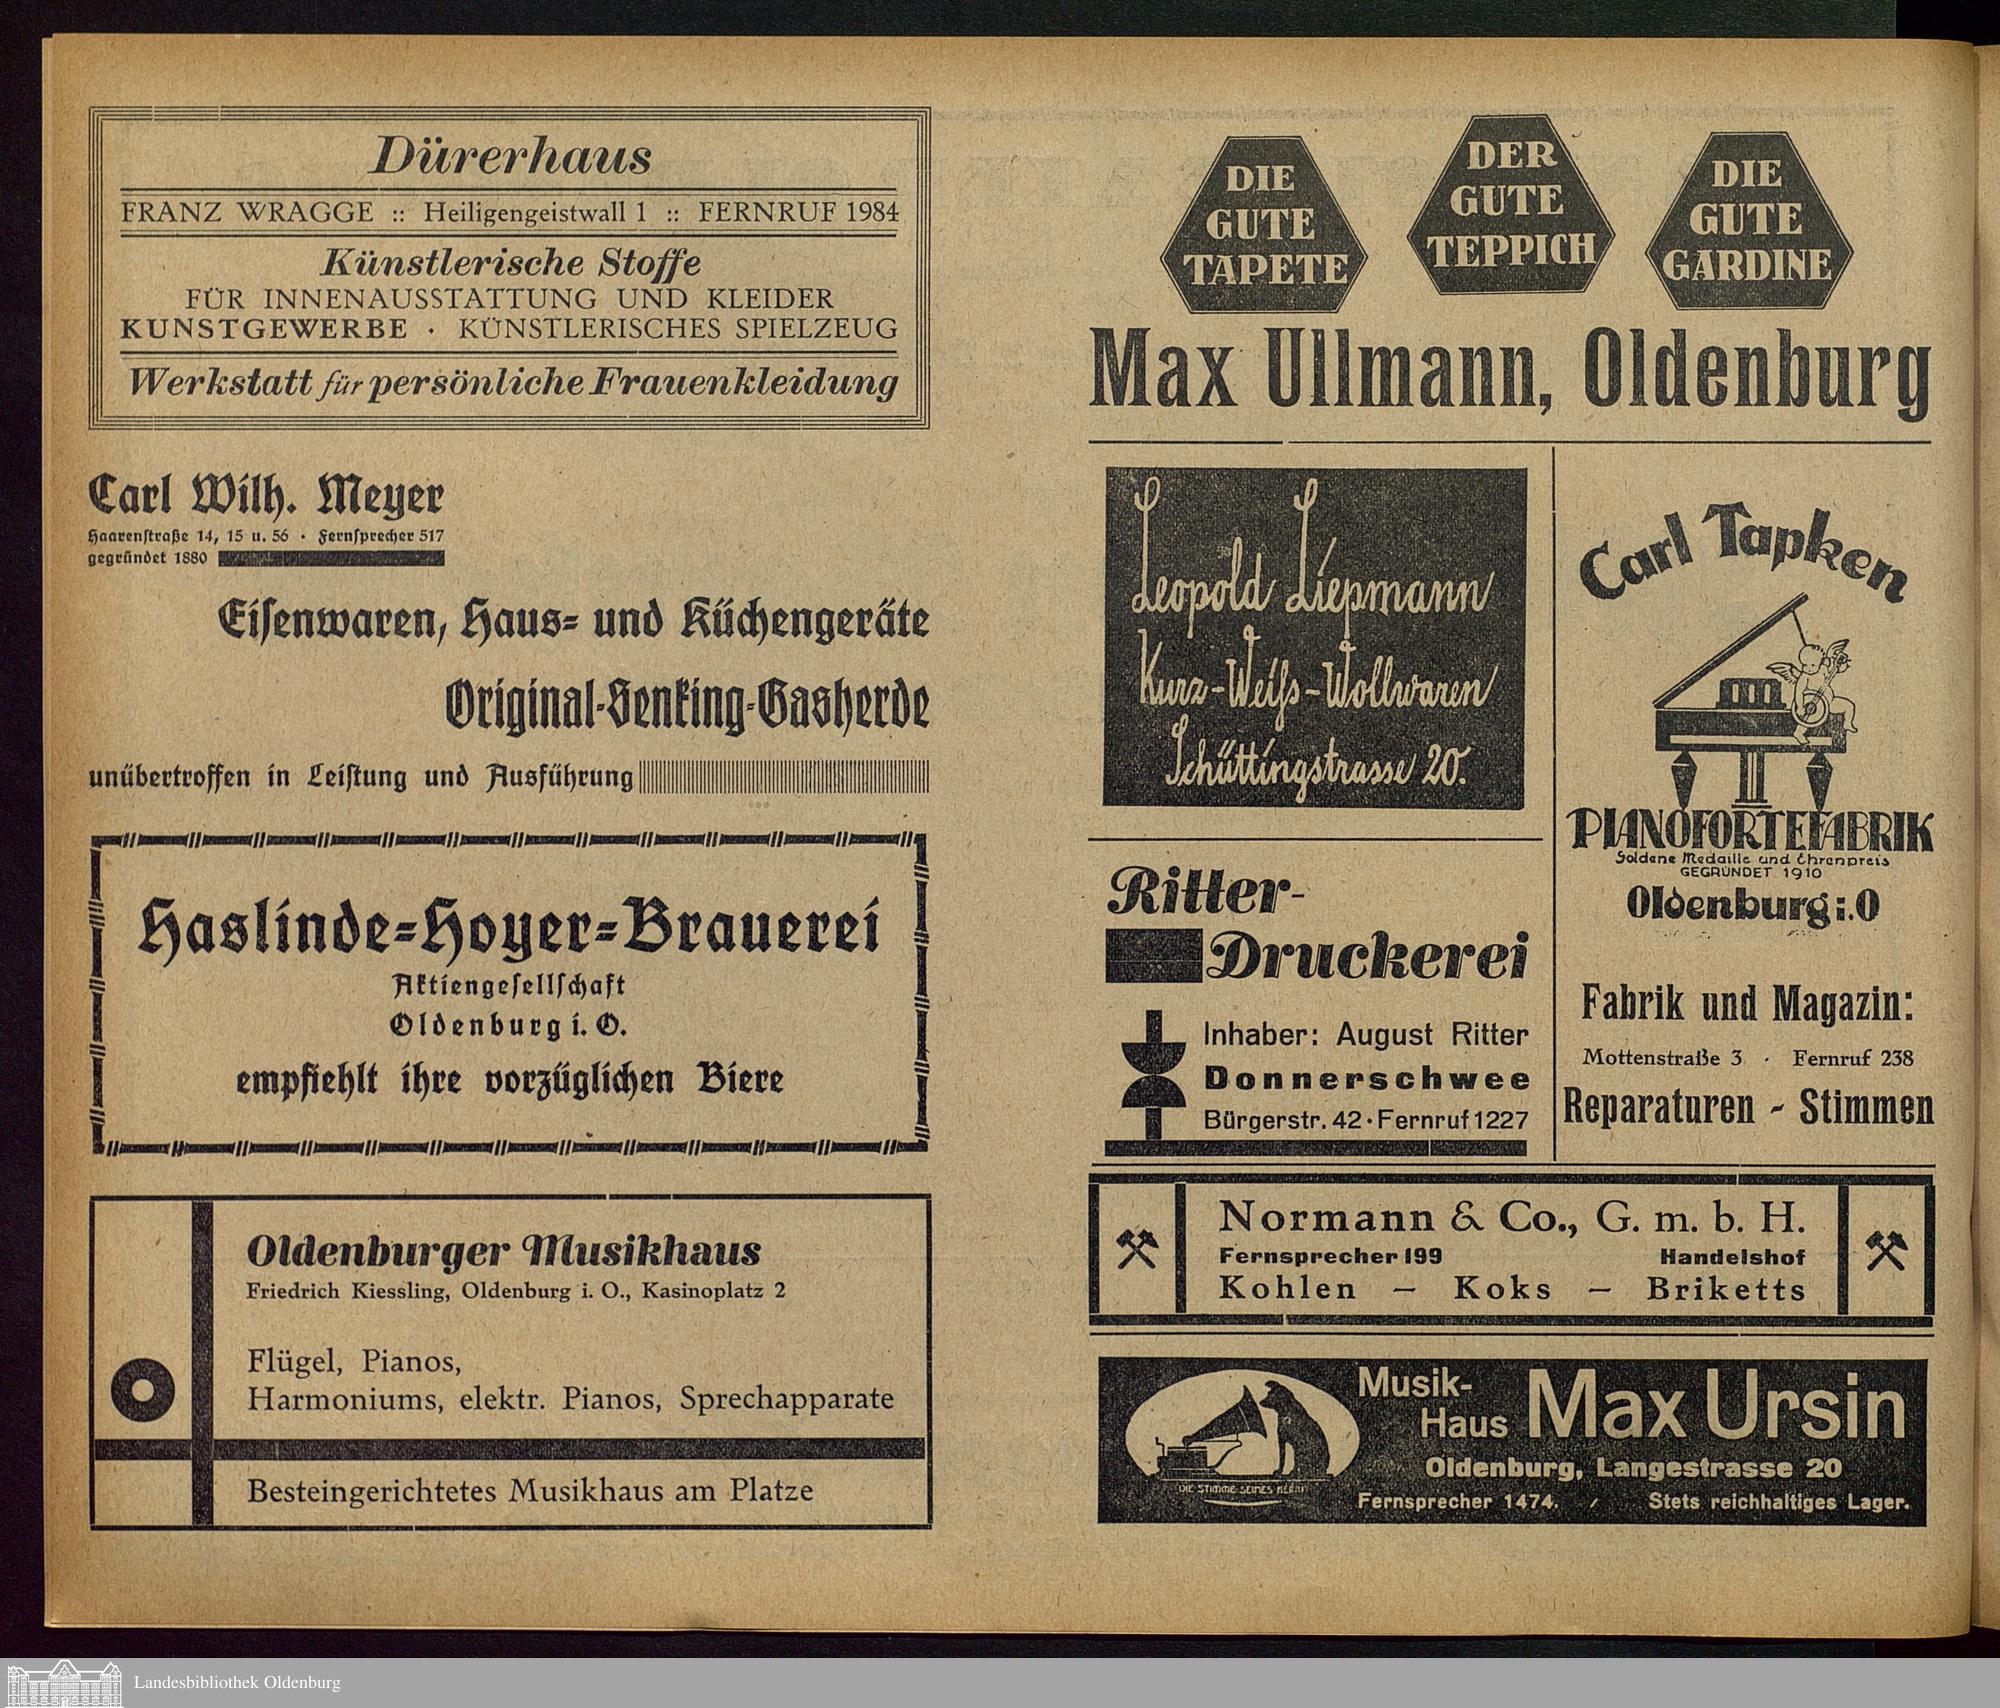 Dürerhaus
FRANZ WRAGGE :: Heiligengeistwall 1 :: FERNRUF 1984
Künstlerische Stoffe
FÜR INNENAUSSTATTUNG UND KLEIDER
KUNSTGEWERBE · KÜNSTLERISCHES SPIELZEUG
Werkstatt für persönliche Frauenkleidung
Carl Wilh. Meyer
Haarenſtraße 14, 15 u. 56 · Fernſprecher 517
gegründet 1880
Eiſenwaren, Haus- und Küchengeräte
Original-Senking-Gasherde
unübertroffen in Leiſtung und Ausführung
Haslinde-Hoyer-Brauerei
Aktiengeſellſchaft
Oldenburg i. O.
empfiehlt ihre vorzüglichen Biere
Oldenburger Musikhaus
Friedrich Kiessling, Oldenburg i. O., Kasinoplatz 2
Flügel, Pianos,
Harmoniums, elektr. Pianos, Sprechapparate
Besteingerichtetes Musikhaus am Platze
DIE
GUTE
TAPETE
DER
GUTE
TEPPICH
DIE
GUTE
GARDINE
Max Ullmann, Oldenburg
Leopold Liepmann
Kurz-Weiſs-Wollwaren
Schüttingstrasse 20.
Carl Tapken
PIANOFORTEFABRIK
Goldene Medaille und Ehrenpreis
GEGRÜNDET 1910
Oldenburg i. O
Fabrik und Magazin:
Mottenstraße 3 · Fernruf 238
Reparaturen - Stimmen
Ritter-
Druckerei
Inhaber: August Ritter
Donnerschwee
Bürgerstr. 42 · Fernruf 1227
Normann & Co., G. m. b. H.
Fernsprecher 199 Handelshof
Kohlen — Koks — Briketts
Musik-
Haus Max Ursin
Oldenburg, Langestrasse 20
Fernsprecher 1474. / Stets reichhaltiges Lager.
DIE STIMME SEINES HERRN
Landesbibliothek Oldenburg